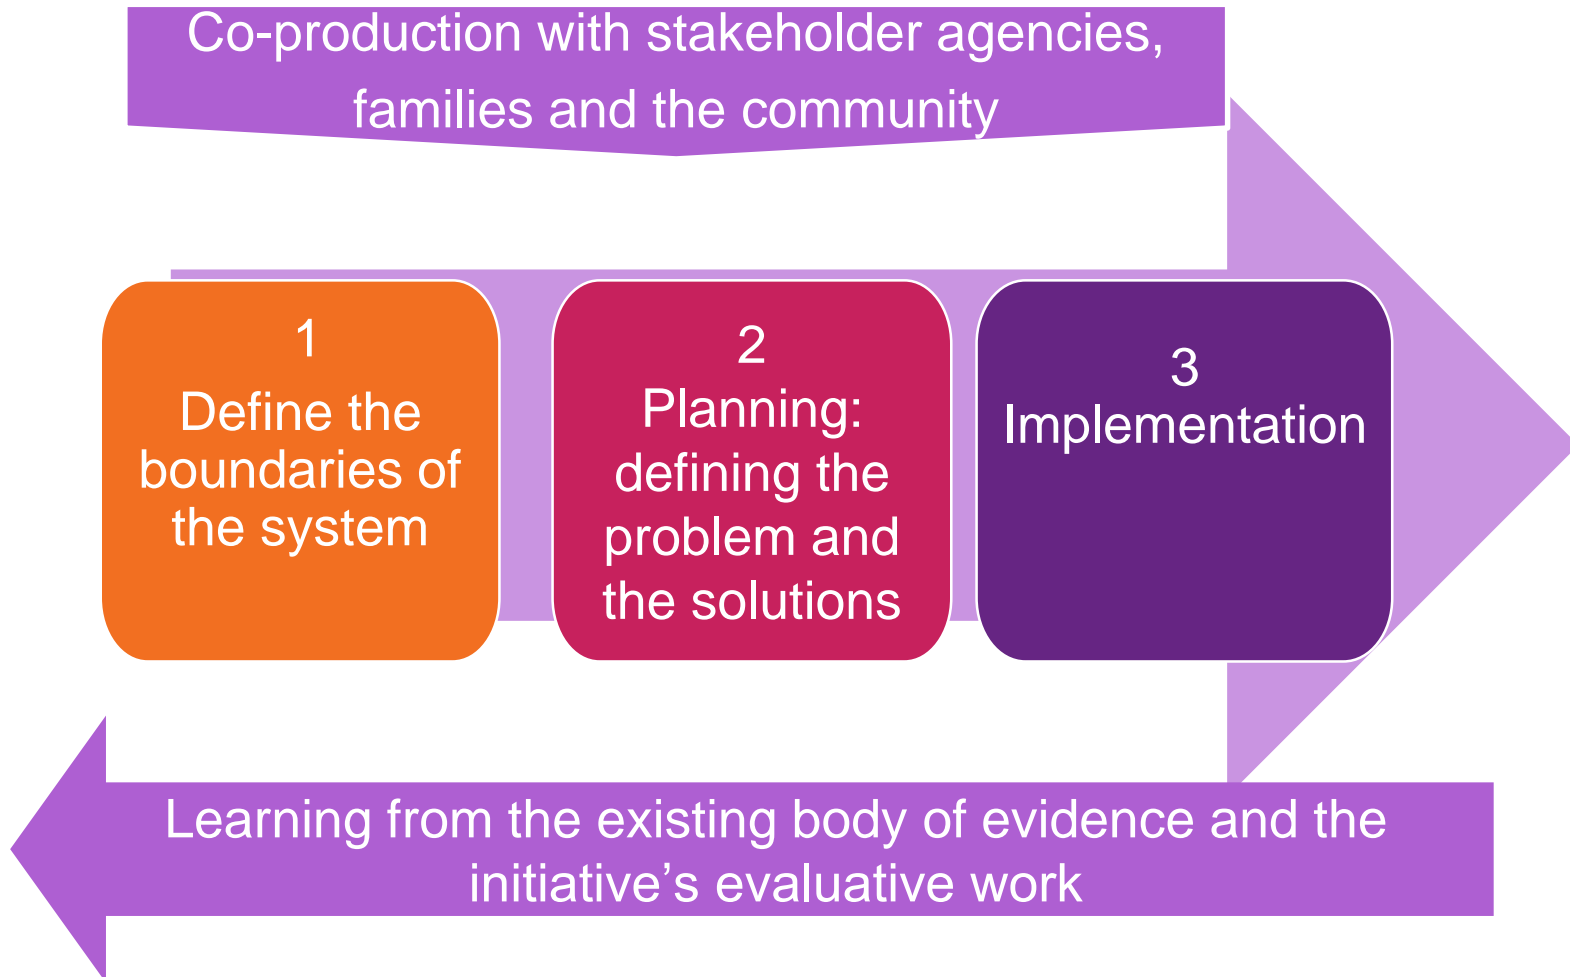 Co-production with stakeholder agencies,
families and the community
1
Define the
boundaries of
the system
2
Planning:
defining the
problem and
the solutions
3
Implementation
Learning from the existing body of evidence and the
initiative’s evaluative work